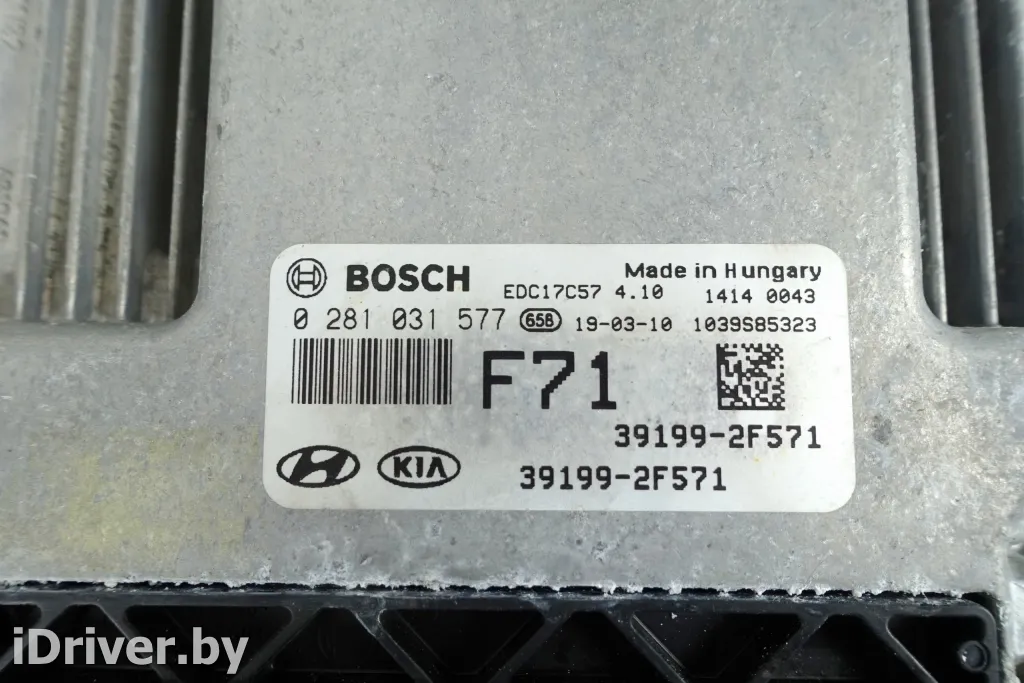 BOSCH
Made in Hungary
EDC17C57 4.10 1414 0043
0 281 031 577 658 19-03-10 1039S85323
F71
39199-2F571
KIA 39199-2F571
iDriver.by